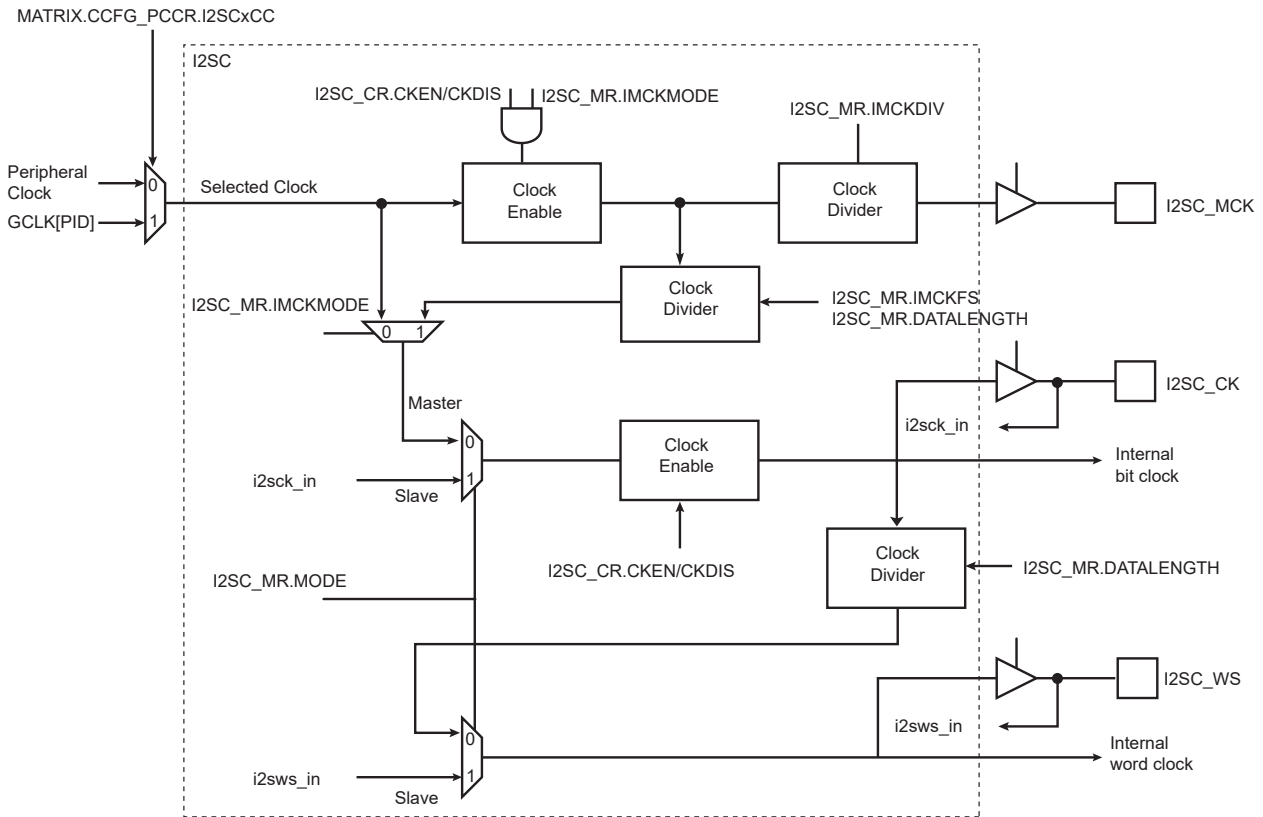 MATRIX.CCFG_PCCR.I2SCxCC
I2SC
I2SC_CR.CKEN/CKDIS
I2SC_MR.IMCKMODE
I2SC_MR.IMCKDIV
Peripheral
Clock
0
Selected Clock
Clock
Enable
Clock
Divider
GCLK[PID]
1
I2SC_MCK
Clock
Divider
I2SC_MR.IMCKFS
I2SC_MR.DATALENGTH
I2SC_MR.IMCKMODE
0
1
I2SC_CK
Master
i2sck_in
0
Clock
Enable
Internal
bit clock
i2sck_in
1
Slave
I2SC_CR.CKEN/CKDIS
Clock
Divider
I2SC_MR.DATALENGTH
I2SC_MR.MODE
I2SC_WS
i2sws_in
0
Internal
word clock
i2sws_in
1
Slave